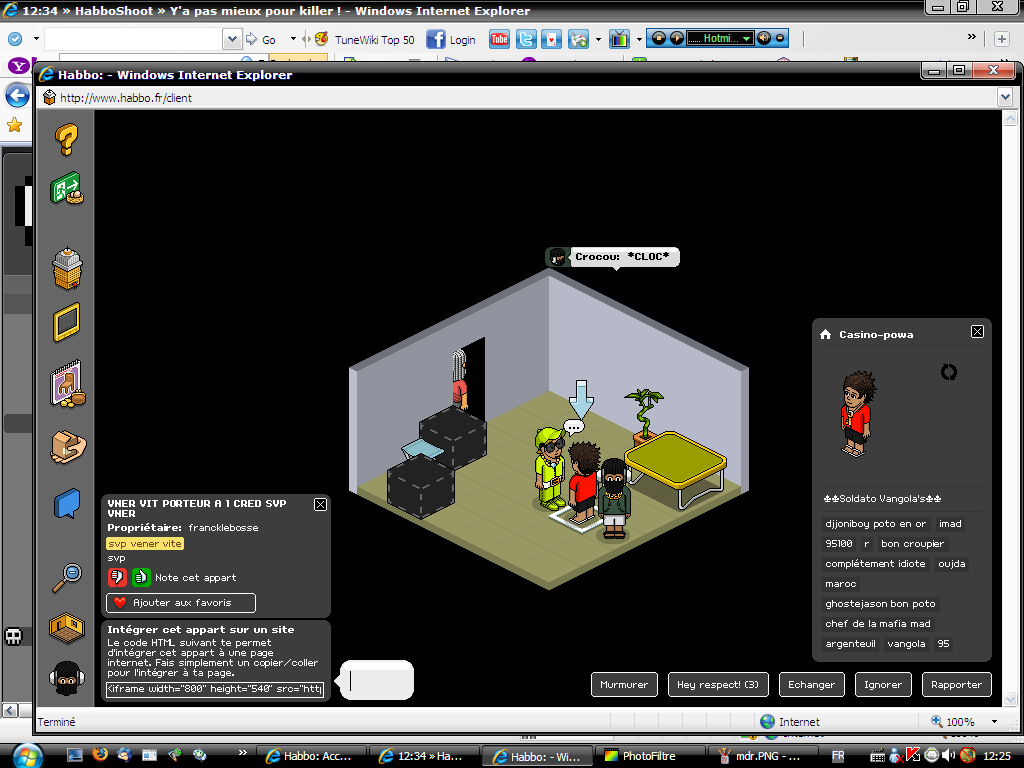 12:34 » HabboShoot » Y'a pas mieux pour killer ! - Windows Internet Explorer
Go
TuneWiki Top 50
Login
You Tube
.... Hotmi...
»
Habbo: - Windows Internet Explorer
http://www.habbo.fr/client
Crocou: *CLOC*
...
Casino-powa
♣♣Soldato Vangola's♣♣
djjoniboy poto en or
imad
95100
r
bon croupier
complétement idiote
oujda
maroc
ghostejason bon poto
chef de la mafia mad
argenteuil
vangola
95
VNER VIT PORTEUR A 1 CRED SVP
VNER
Propriétaire: francklebosse
svp vener vite
svp
Note cet appart
Ajouter aux favoris
Intégrer cet appart sur un site
Le code HTML suivant te permet
d'intégrer cet appart à une page
internet. Fais simplement un copier/coller
pour l'intégrer à ta page.
<iframe width="800" height="540" src="http
Murmurer
Hey respect! (3)
Echanger
Ignorer
Rapporter
Terminé
Internet
100%
»
Habbo: Acc...
12:34 » Ha...
Habbo: - Wi...
PhotoFiltre
mdr.PNG - ...
FR
12:25